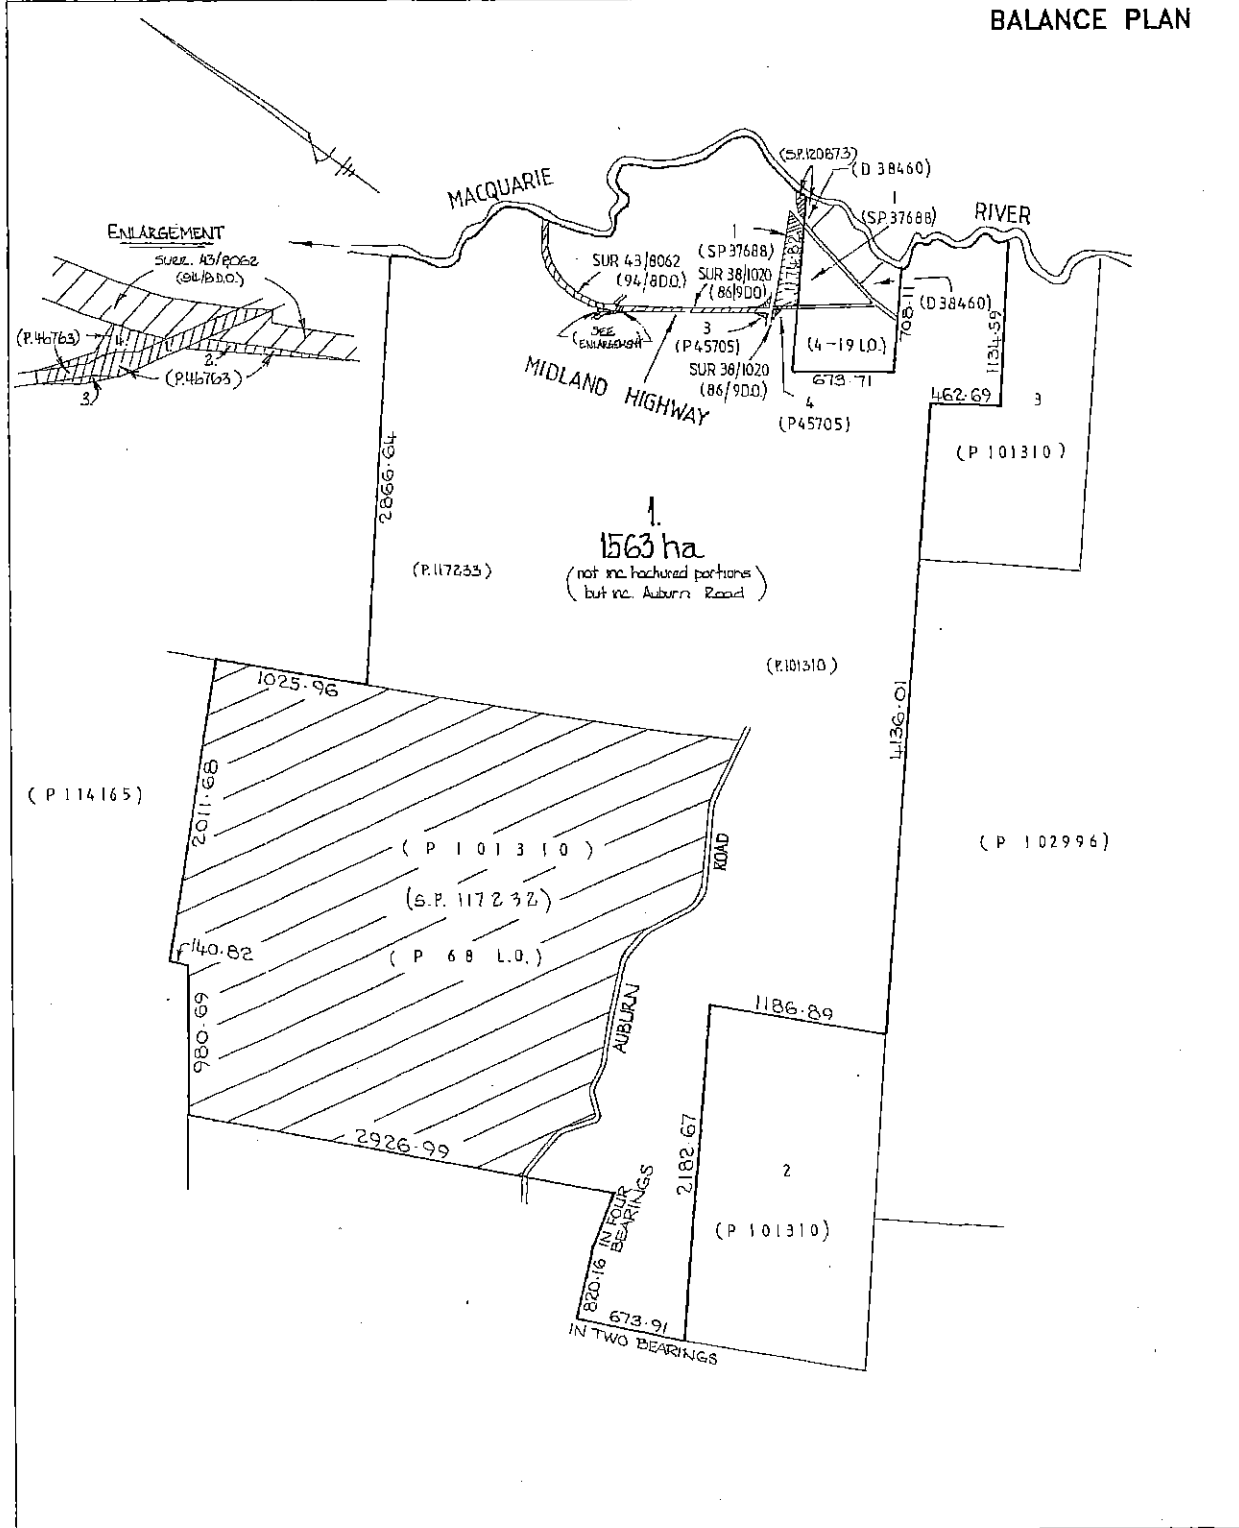 BALANCE PLAN
MACQUARIE
RIVER
(S.P.120873)
(D 38460)
1
(S.P.37688)
1
(SP37688)
ENLARGEMENT
SURR. 43/8062
(94/8D.O.)
(P.46763)
1.
2.
(P.46763)
3.
SUR 43/8062
(94/8D.O.)
SUR 38/1020
(86/9DO)
1174.82
(D38460)
708.11
1134.59
SEE
(ENLARGEMENT)
3
(P45705)
(4-19 L.O.)
673.71
SUR 38/1020
(86/9D.O.)
4
(P45705)
MIDLAND HIGHWAY
462.69
3
(P 101310)
2866.64
1.
1563 ha
(not inc. hachured portions
but inc. Auburn Road)
(P.117233)
(P.101310)
1025.96
4136.01
2011.68
(P 114165)
(P 101310)
(S.P. 117232)
(P 68 L.O.)
ROAD
(P 102996)
140.82
980.69
AUBURN
1186.89
2926.99
2182.67
2
(P 101310)
820.16 IN FOUR
BEARINGS
673.91
IN TWO BEARINGS